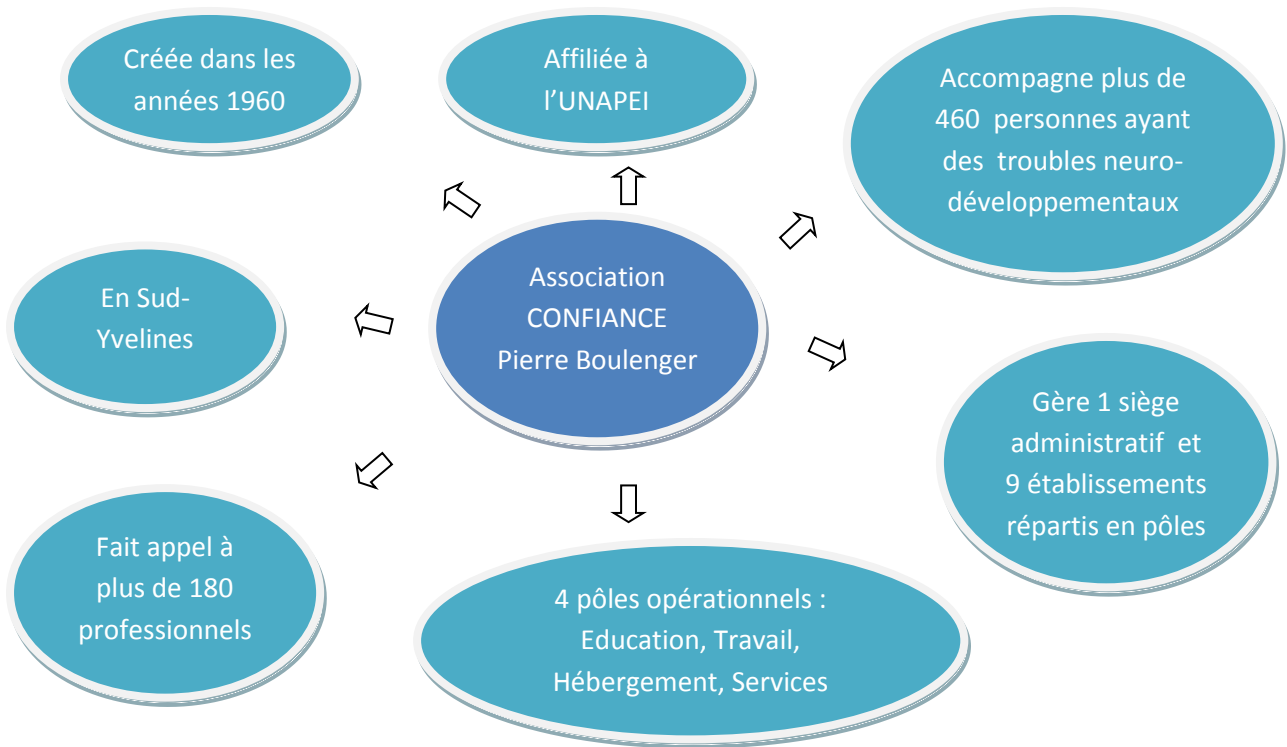 Créée dans les
années 1960
Affiliée à
l’UNAPEI
Accompagne plus de
460 personnes ayant
des troubles neuro-
développementaux
Association
CONFIANCE
Pierre Boulenger
En Sud-
Yvelines
Gère 1 siège
administratif et
9 établissements
répartis en pôles
Fait appel à
plus de 180
professionnels
4 pôles opérationnels :
Education, Travail,
Hébergement, Services